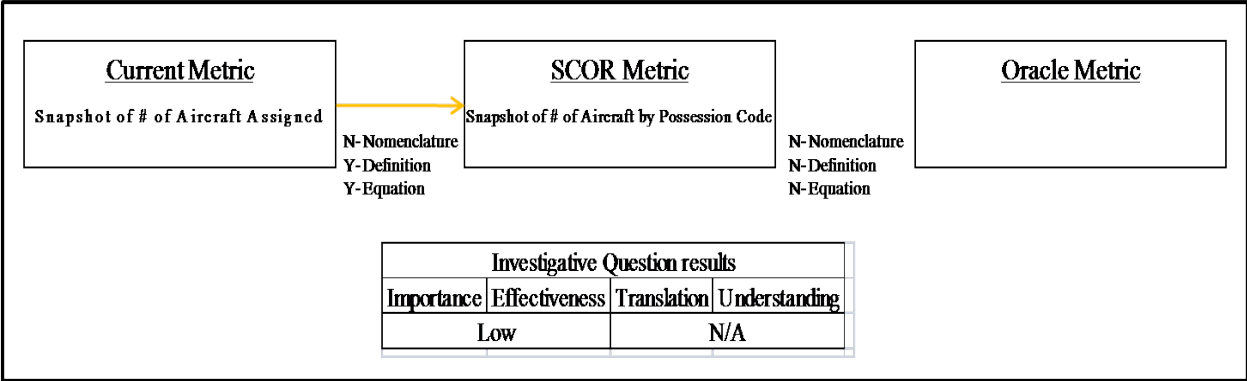 Current Metric
Snapshot of # of Aircraft Assigned
N-Nomenclature
Y-Definition
Y-Equation
SCOR Metric
Snapshot of # of Aircraft by Possession Code
N-Nomenclature
N-Definition
N-Equation
Oracle Metric
Investigative Question results
Importance Effectiveness Translation Understanding
Low N/A